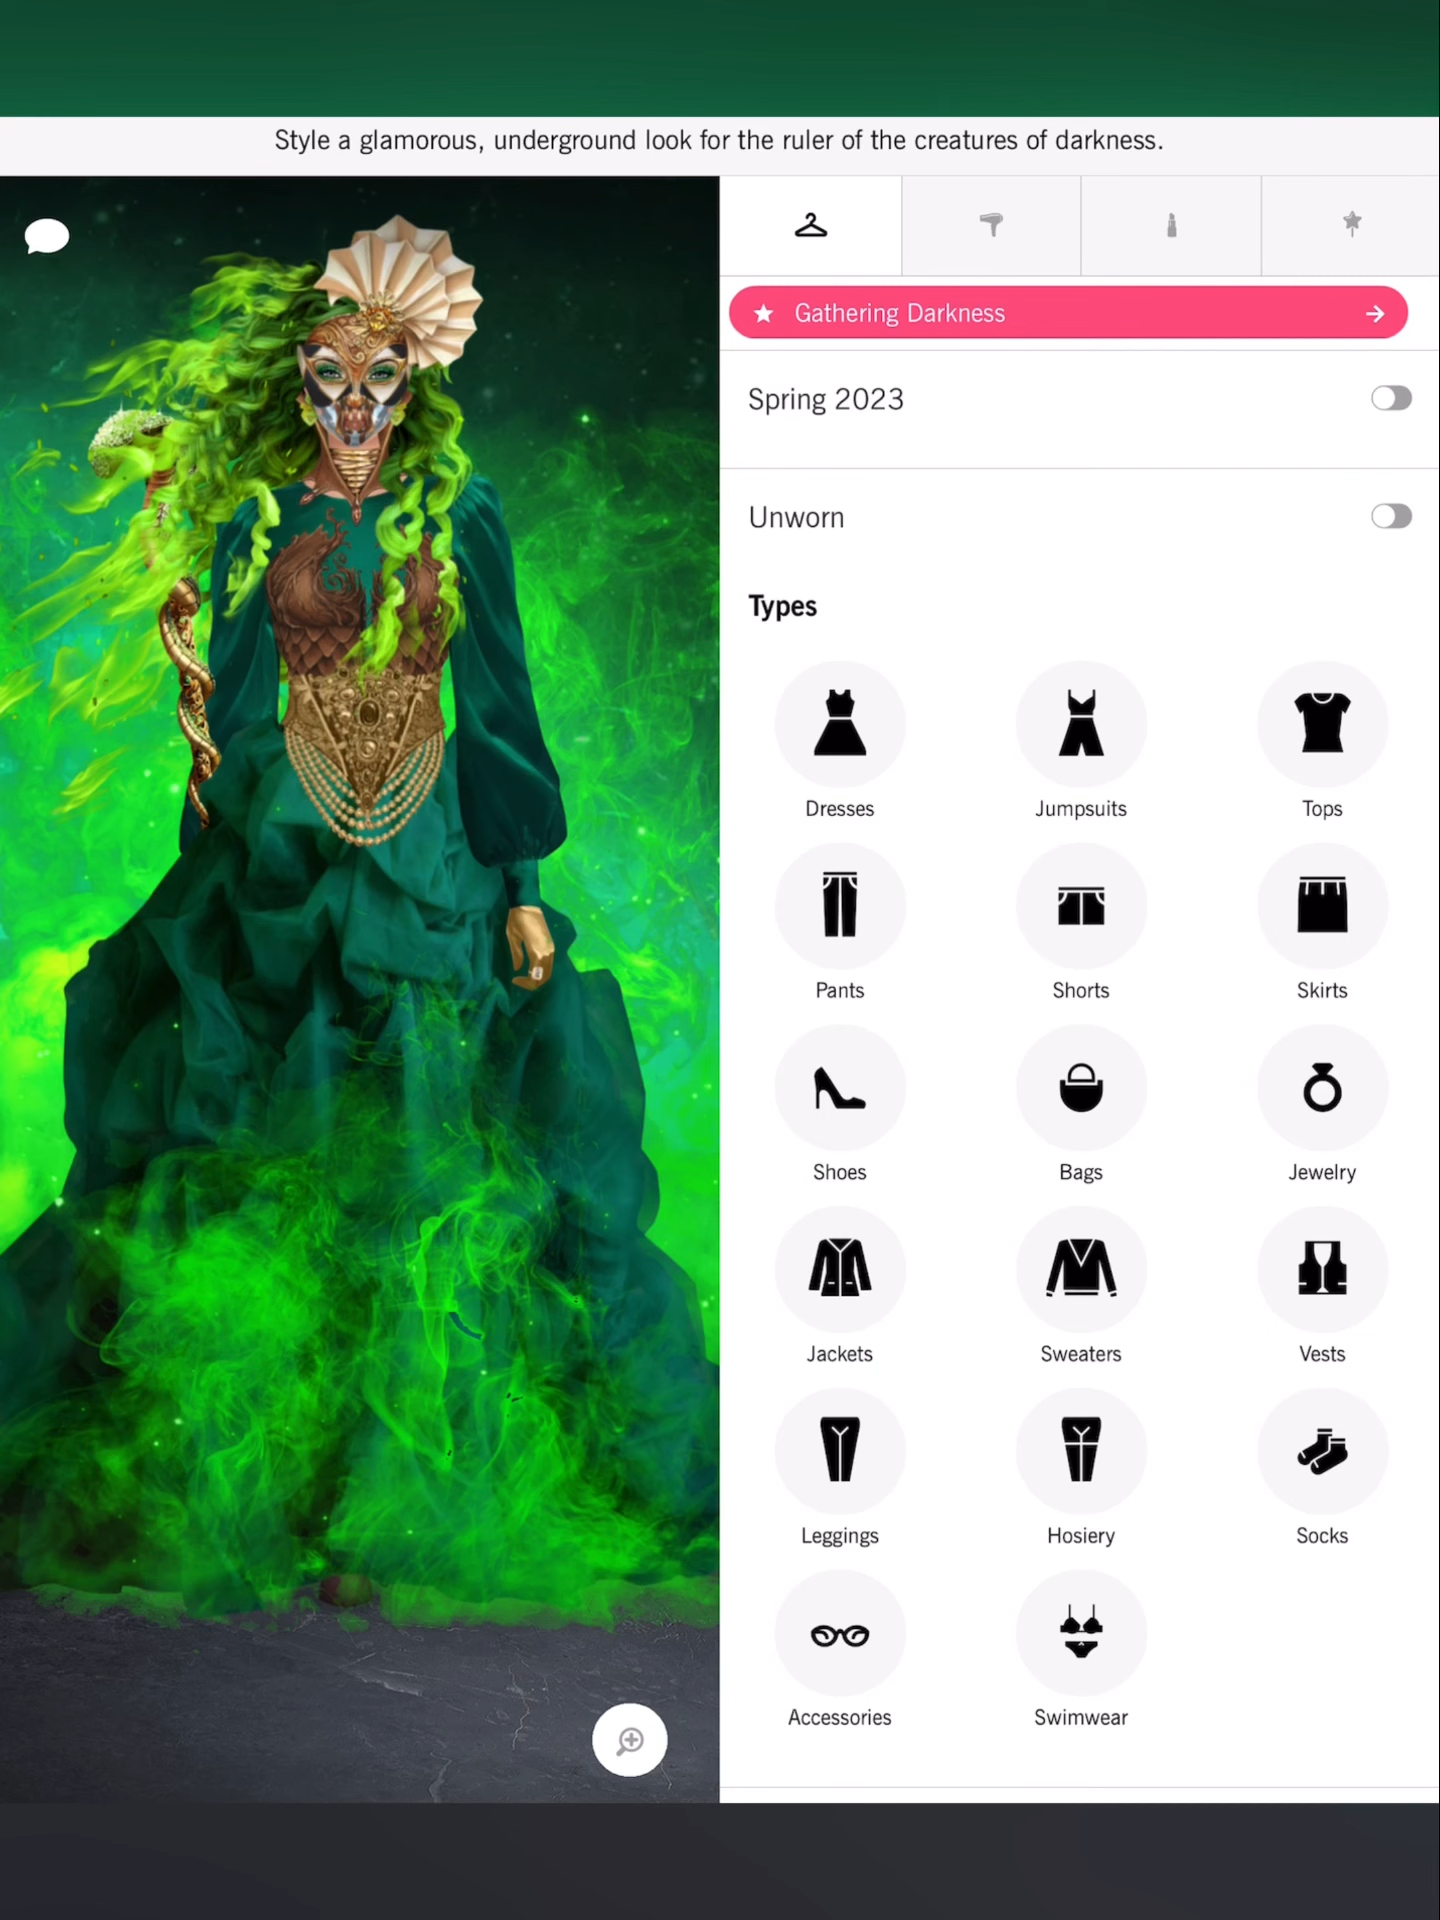 Style a glamorous, underground look for the ruler of the creatures of darkness.
Gathering Darkness
Spring 2023
Unworn
Types
Dresses
Jumpsuits
Tops
Pants
Shorts
Skirts
Shoes
Bags
Jewelry
Jackets
Sweaters
Vests
Leggings
Hosiery
Socks
Accessories
Swimwear